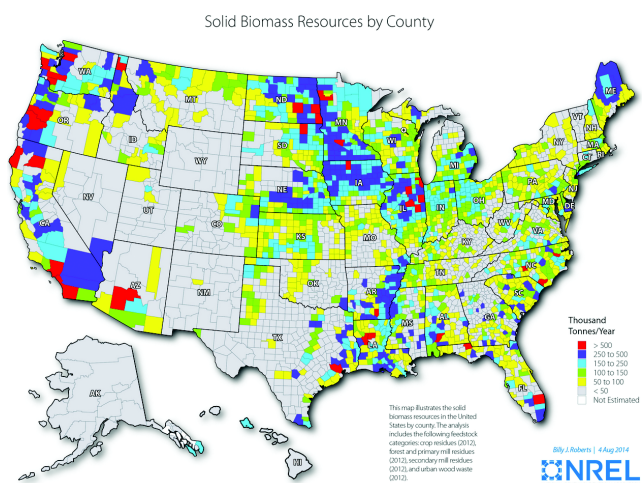 Solid Biomass Resources by County
WA
MT
ND
MN
ME
OR
ID
SD
WI
VT
NH
NY
MA
CT
RI
WY
MI
IA
NE
PA
NJ
NV
UT
CO
IL
IN
OH
MD
DE
CA
KS
MO
WV
VA
KY
AZ
NM
OK
AR
TN
NC
SC
TX
LA
MS
AL
GA
FL
AK
HI
Thousand
Tonnes/Year
> 500
250 to 500
150 to 250
100 to 150
50 to 100
< 50
Not Estimated
This map illustrates the solid
biomass resources in the United
States by county. The analysis
includes the following feedstock
categories: crop residues (2012),
forest and primary mill residues
(2012), secondary mill residues
(2012), and urban wood waste
(2012).
Billy J. Roberts | 4 Aug 2014
NREL